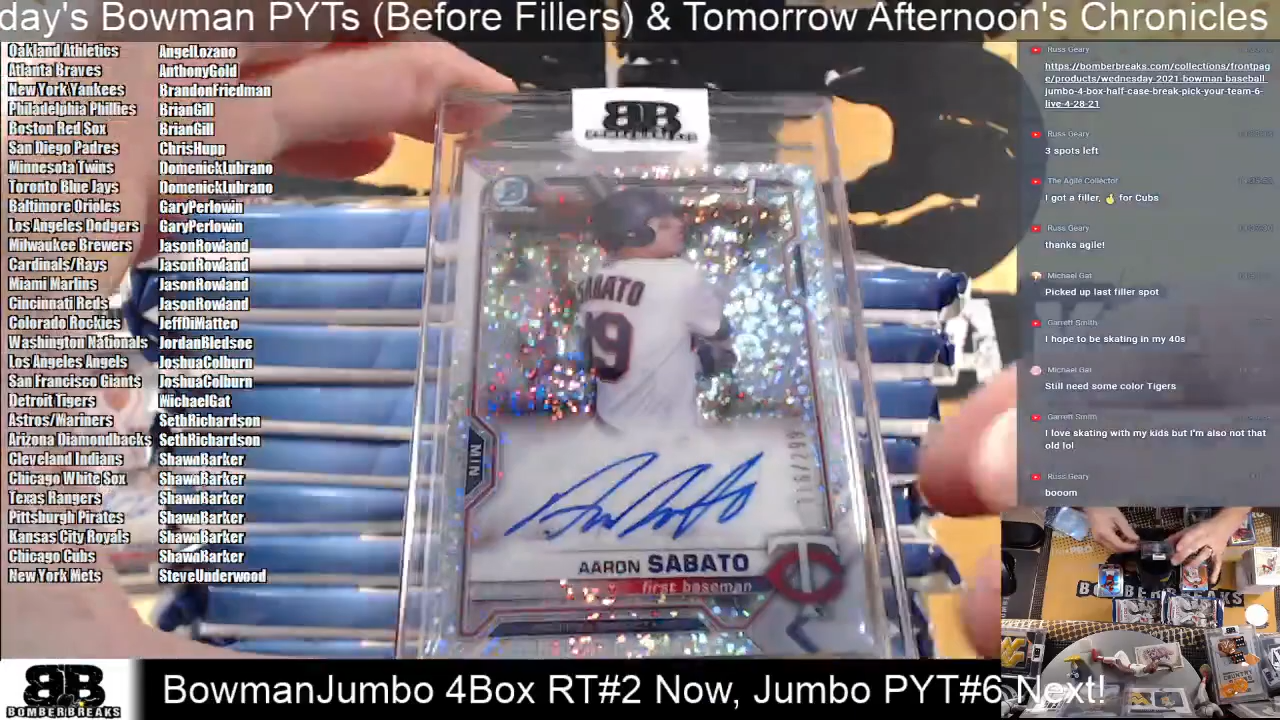 day's Bowman PYTs (Before Fillers) & Tomorrow Afternoon's Chronicles
Oakland Athletics AngelLozano
Atlanta Braves AnthonyGold
New York Yankees BrandonFriedman
Philadelphia Phillies BrianGill
Boston Red Sox BrianGill
San Diego Padres ChrisHupp
Minnesota Twins DomenickLubrano
Toronto Blue Jays DomenickLubrano
Baltimore Orioles GaryPerlowin
Los Angeles Dodgers GaryPerlowin
Milwaukee Brewers JasonRowland
Cardinals/Rays JasonRowland
Miami Marlins JasonRowland
Cincinnati Reds JasonRowland
Colorado Rockies JeffDiMatteo
Washington Nationals JordanBledsoe
Los Angeles Angels JoshuaColburn
San Francisco Giants JoshuaColburn
Detroit Tigers MichaelGat
Astros/Mariners SethRichardson
Arizona Diamondbacks SethRichardson
Cleveland Indians ShawnBarker
Chicago White Sox ShawnBarker
Texas Rangers ShawnBarker
Pittsburgh Pirates ShawnBarker
Kansas City Royals ShawnBarker
Chicago Cubs ShawnBarker
New York Mets SteveUnderwood
BB
BOMBERBREAKS
SABATO
19
MIN
AARON SABATO
first baseman
Russ Geary
https://bomberbreaks.com/collections/frontpag
e/products/wednesday-2021-bowman-baseball-
jumbo-4-box-half-case-break-pick-your-team-6-
live-4-28-21
Russ Geary
3 spots left
The Agile Collector
I got a filler, 🤞 for Cubs
Russ Geary
thanks agile!
Michael Gat
Picked up last filler spot
Garrett Smith
I hope to be skating in my 40s
Michael Gat
Still need some color Tigers
Garrett Smith
I love skating with my kids but I'm also not that
old lol
Russ Geary
booom
BB
BOMBERBREAKS
BowmanJumbo 4Box RT#2 Now, Jumbo PYT#6 Next!